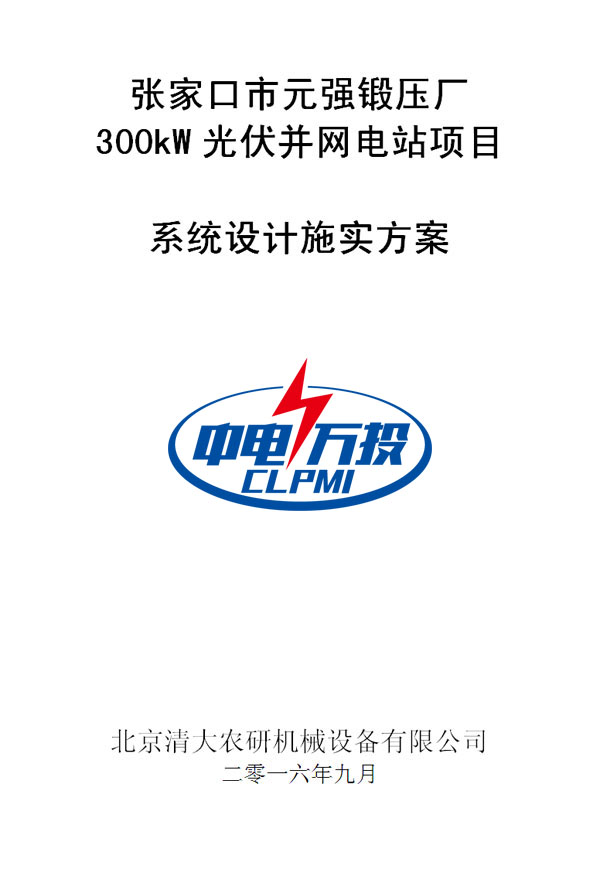 张家口市元强锻压厂
300kW 光伏并网电站项目
系统设计施实方案
中电万投
CLPMI
北京清大农研机械设备有限公司
二零一六年九月